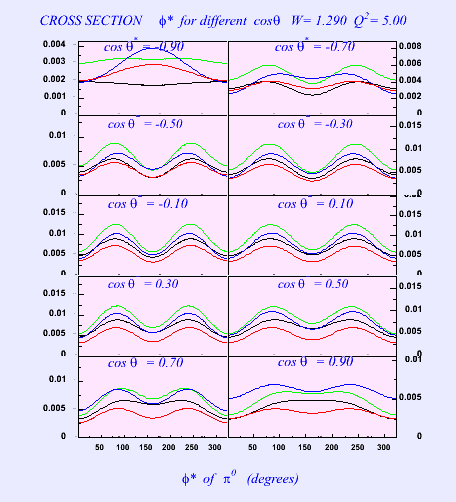 CROSS SECTION ϕ* for different cosθ W= 1.290 Q²= 5.00
cos θ* = -0.90 cos θ* = -0.70
0.004 0.008
0.003 0.006
0.002 0.004
0.001 0.002
0 0
cos θ = -0.50 cos θ = -0.30
0.01 0.015
0.01
0.005 0.005
0 0
cos θ = -0.10 cos θ = 0.10
0.015 0.015
0.01 0.01
0.005 0.005
0 0
cos θ = 0.30 cos θ = 0.50
0.015 0.015
0.01 0.01
0.005 0.005
0 0
cos θ = 0.70 cos θ = 0.90
0.01 0.01
0.005 0.005
0 0
50 100 150 200 250 300 50 100 150 200 250 300
ϕ* of π⁰ (degrees)